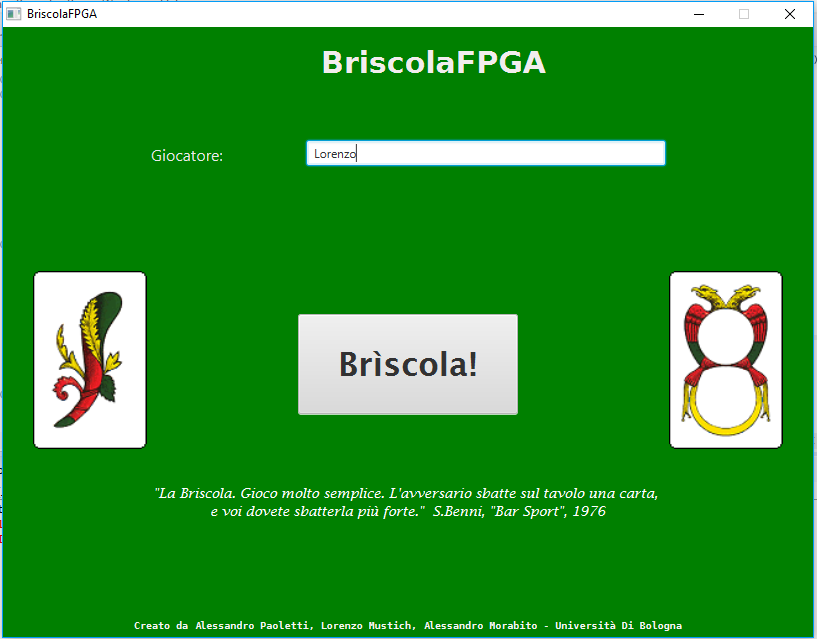 BriscolaFPGA
BriscolaFPGA
Giocatore:
Lorenzo
Brìscola!
"La Briscola. Gioco molto semplice. L'avversario sbatte sul tavolo una carta,
e voi dovete sbatterla più forte."  S.Benni, "Bar Sport", 1976
Creato da Alessandro Paoletti, Lorenzo Mustich, Alessandro Morabito - Università Di Bologna